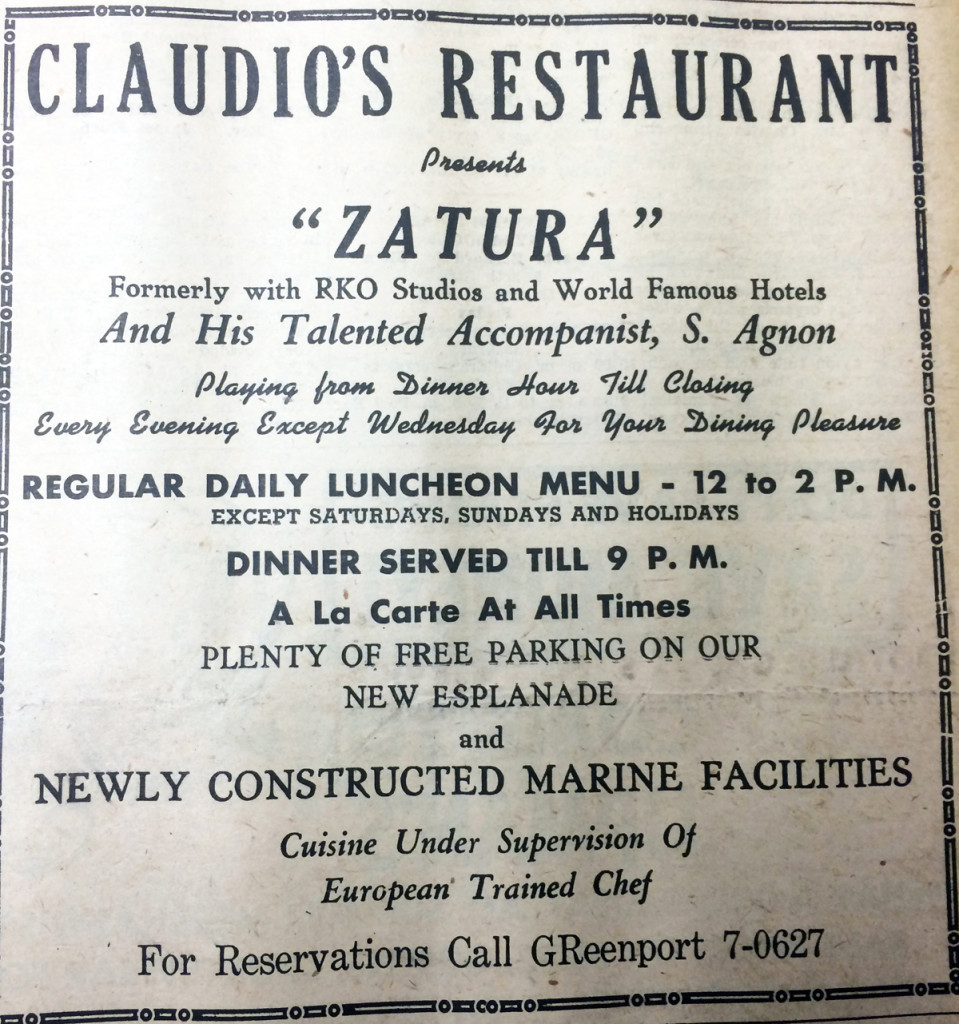 CLAUDIO'S RESTAURANT
Presents
"ZATURA"
Formerly with RKO Studios and World Famous Hotels
And His Talented Accompanist, S. Agnon
Playing from Dinner Hour Till Closing
Every Evening Except Wednesday For Your Dining Pleasure
REGULAR DAILY LUNCHEON MENU - 12 to 2 P. M.
EXCEPT SATURDAYS, SUNDAYS AND HOLIDAYS
DINNER SERVED TILL 9 P. M.
A La Carte At All Times
PLENTY OF FREE PARKING ON OUR
NEW ESPLANADE
and
NEWLY CONSTRUCTED MARINE FACILITIES
Cuisine Under Supervision Of
European Trained Chef
For Reservations Call GReenport 7-0627